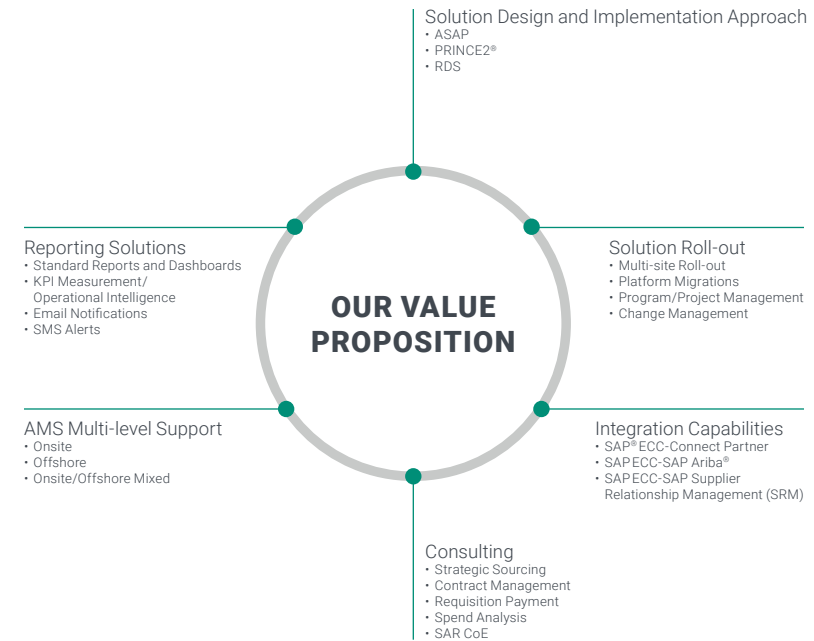 Solution Design and Implementation Approach
• ASAP
• PRINCE2®
• RDS
Reporting Solutions
• Standard Reports and Dashboards
• KPI Measurement/
Operational Intelligence
• Email Notifications
• SMS Alerts
Solution Roll-out
• Multi-site Roll-out
• Platform Migrations
• Program/Project Management
• Change Management
OUR VALUE
PROPOSITION
AMS Multi-level Support
• Onsite
• Offshore
• Onsite/Offshore Mixed
Integration Capabilities
• SAP® ECC-Connect Partner
• SAP ECC-SAP Ariba®
• SAP ECC-SAP Supplier
Relationship Management (SRM)
Consulting
• Strategic Sourcing
• Contract Management
• Requisition Payment
• Spend Analysis
• SAR CoE